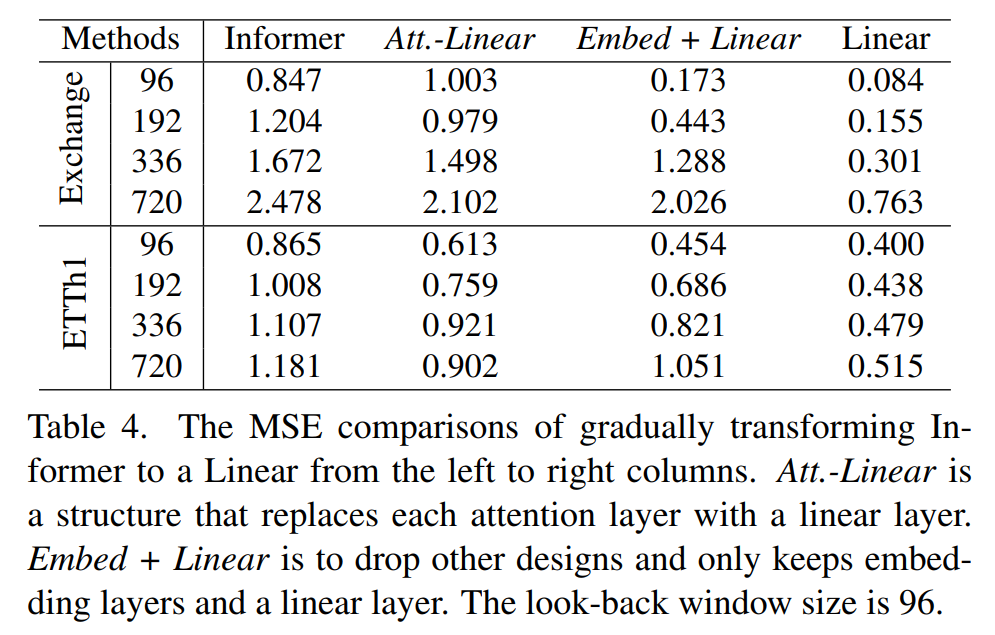 Methods Informer Att.-Linear Embed + Linear Linear
Exchange
96 0.847 1.003 0.173 0.084
192 1.204 0.979 0.443 0.155
336 1.672 1.498 1.288 0.301
720 2.478 2.102 2.026 0.763
ETTh1
96 0.865 0.613 0.454 0.400
192 1.008 0.759 0.686 0.438
336 1.107 0.921 0.821 0.479
720 1.181 0.902 1.051 0.515
Table 4. The MSE comparisons of gradually transforming In-
former to a Linear from the left to right columns. Att.-Linear is
a structure that replaces each attention layer with a linear layer.
Embed + Linear is to drop other designs and only keeps embed-
ding layers and a linear layer. The look-back window size is 96.